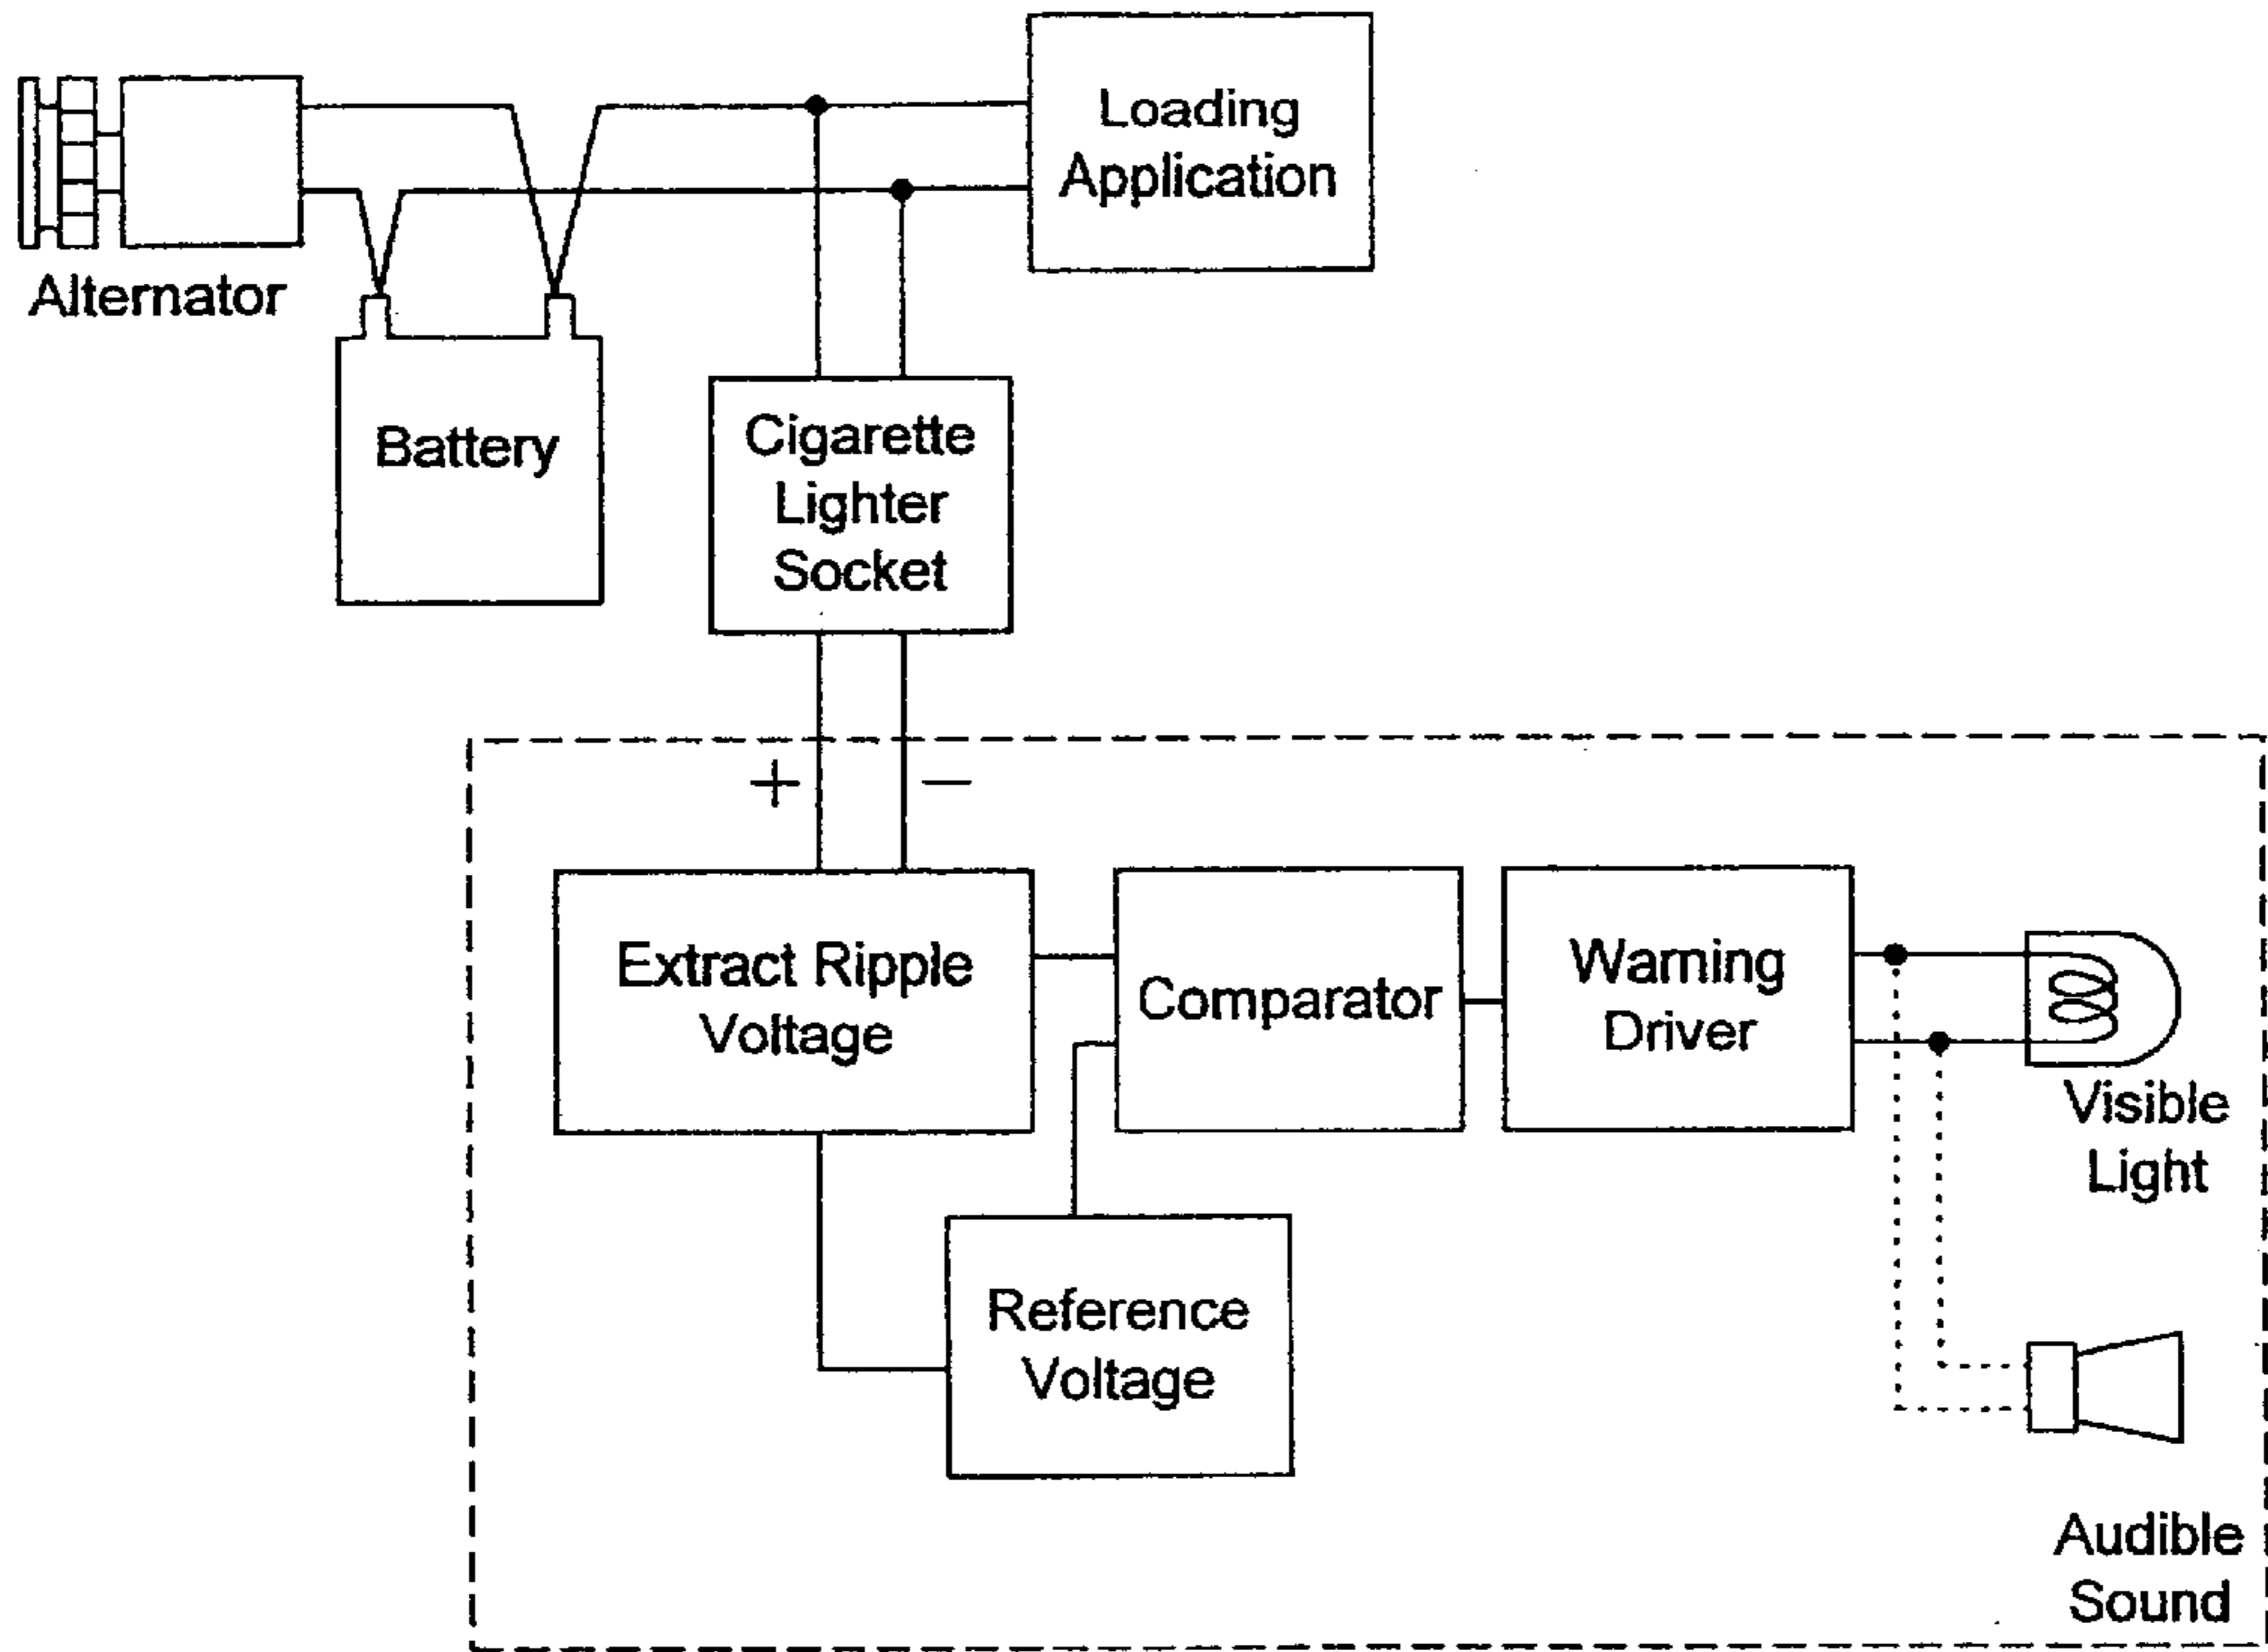 Loading
Application
Alternator
Battery
Cigarette
Lighter
Socket
+ −
Extract Ripple
Voltage
Comparator
Warning
Driver
Visible
Light
Reference
Voltage
Audible
Sound